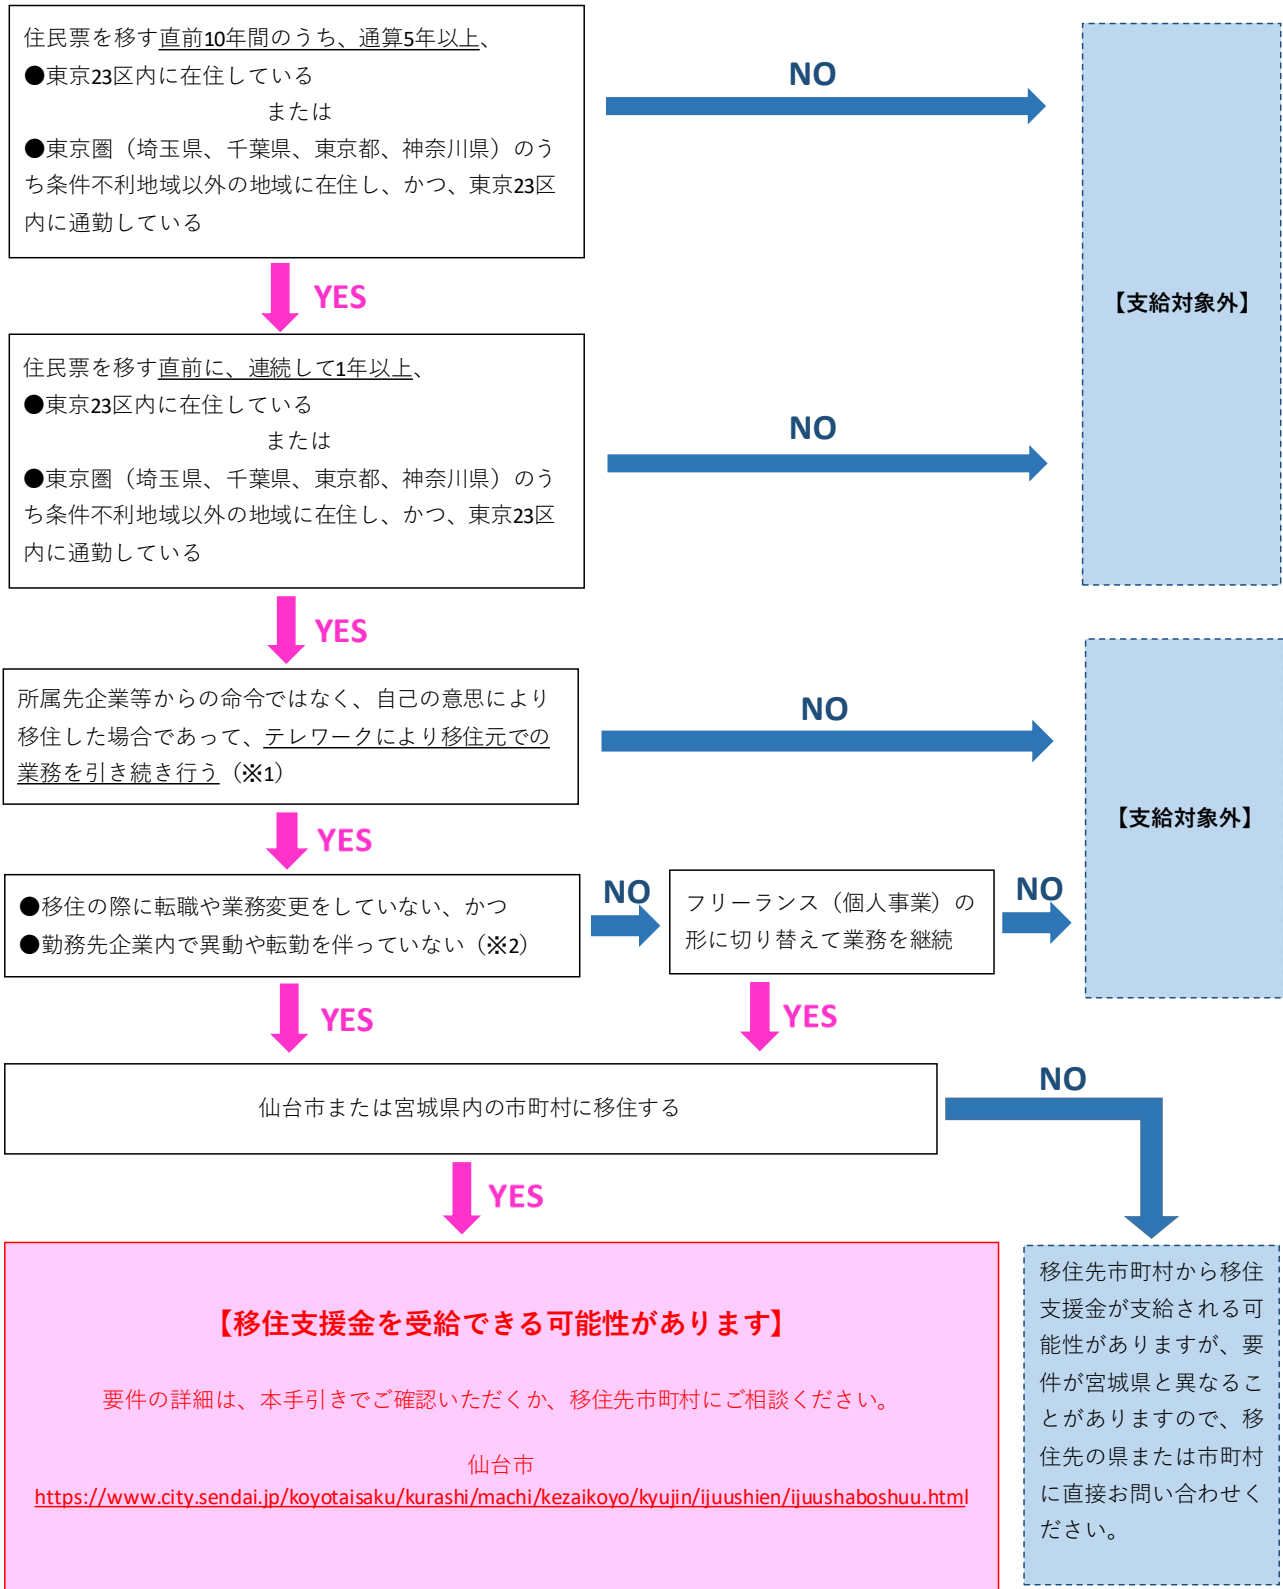 住民票を移す直前10年間のうち、通算5年以上、
●東京23区内に在住している
または
●東京圏（埼玉県、千葉県、東京都、神奈川県）のう
ち条件不利地域以外の地域に在住し、かつ、東京23区
内に通勤している
NO
【支給対象外】
YES
住民票を移す直前に、連続して1年以上、
●東京23区内に在住している
または
●東京圏（埼玉県、千葉県、東京都、神奈川県）のう
ち条件不利地域以外の地域に在住し、かつ、東京23区
内に通勤している
NO
YES
所属先企業等からの命令ではなく、自己の意思により
移住した場合であって、テレワークにより移住元での
業務を引き続き行う（※1）
NO
【支給対象外】
YES
●移住の際に転職や業務変更をしていない、かつ
●勤務先企業内で異動や転勤を伴っていない（※2）
NO
フリーランス（個人事業）の
形に切り替えて業務を継続
NO
YES
YES
仙台市または宮城県内の市町村に移住する
NO
YES
【移住支援金を受給できる可能性があります】
要件の詳細は、本手引きでご確認いただくか、移住先市町村にご相談ください。
仙台市
https://www.city.sendai.jp/koyotaisaku/kurashi/machi/kezaikoyo/kyujin/ijuushien/ijuushaboshuu.html
移住先市町村から移住
支援金が支給される可
能性がありますが、要
件が宮城県と異なるこ
とがありますので、移
住先の県または市町村
に直接お問い合わせく
ださい。